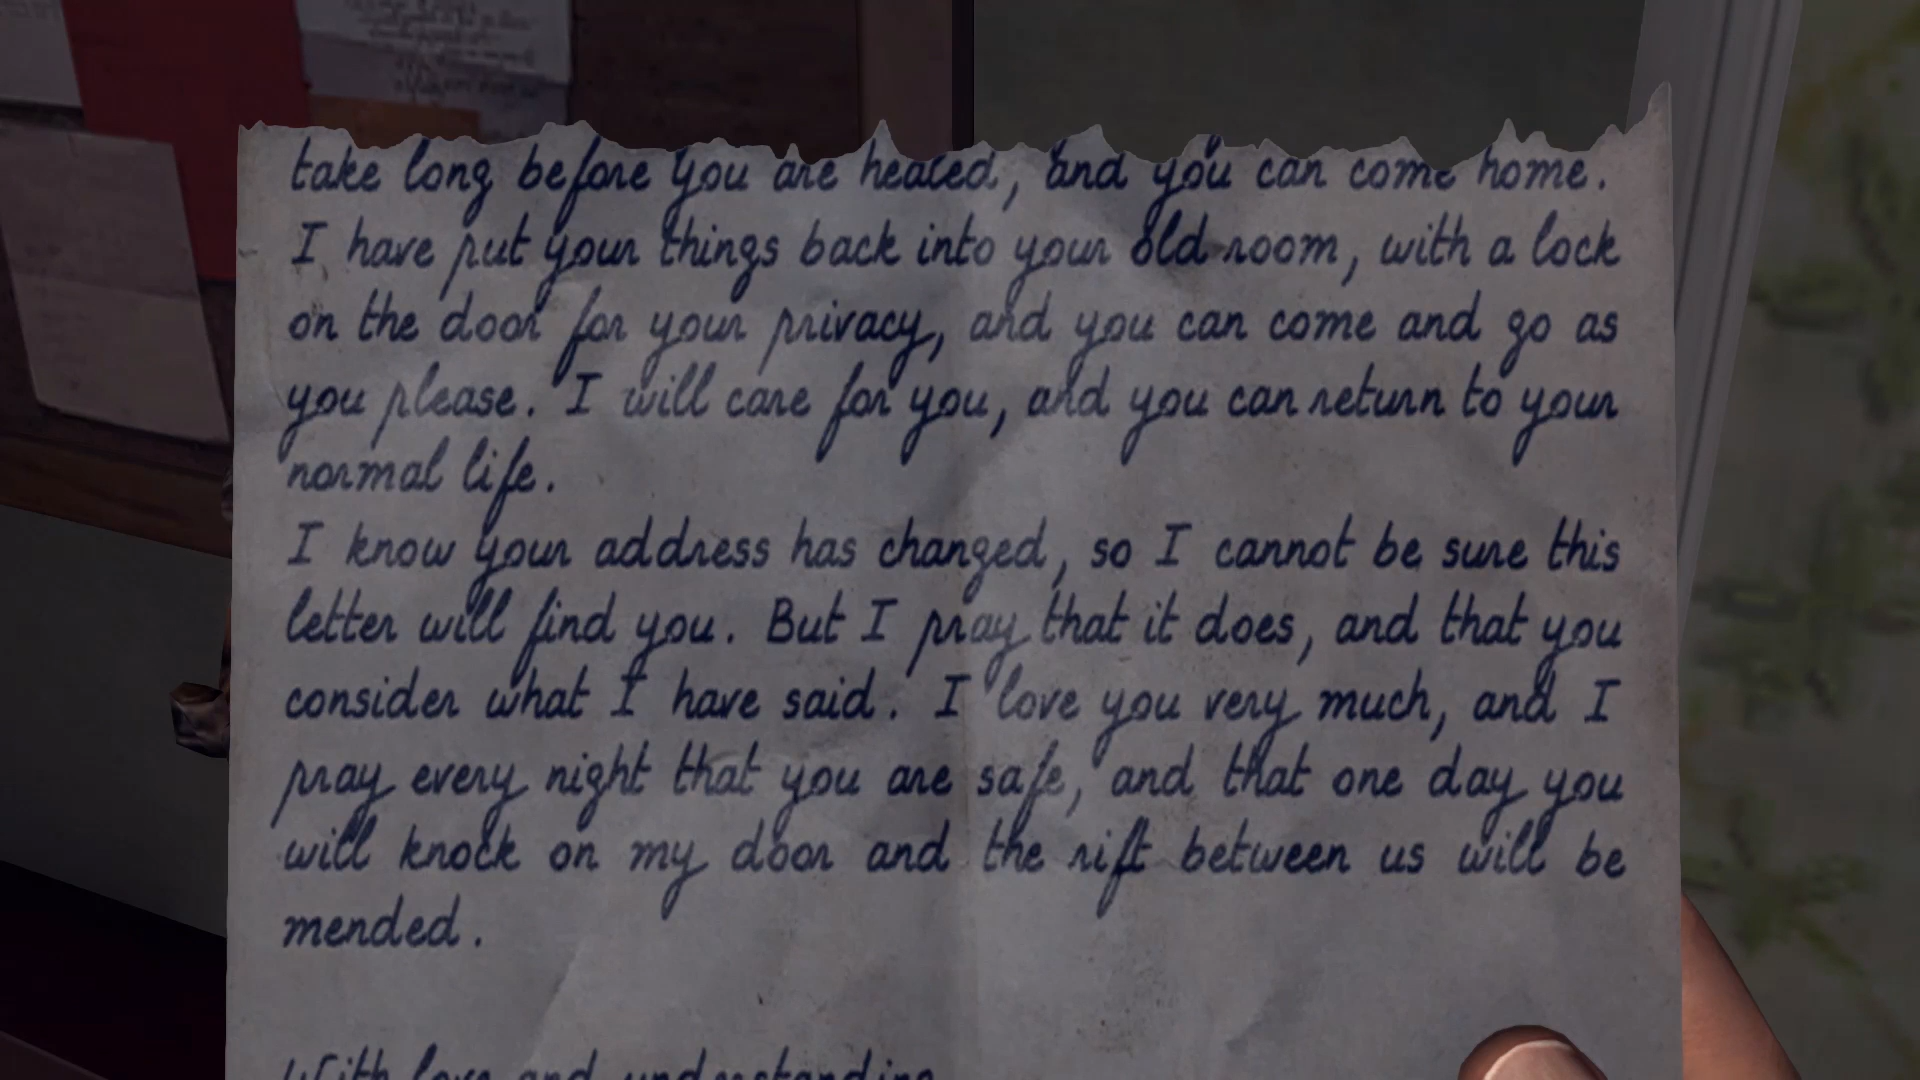 take long before you are healed, and you can come home.
I have put your things back into your old room, with a lock
on the door for your privacy, and you can come and go as
you please. I will care for you, and you can return to your
normal life.
I know your address has changed, so I cannot be sure this
letter will find you. But I pray that it does, and that you
consider what I have said. I love you very much, and I
pray every night that you are safe, and that one day you
will knock on my door and the rift between us will be
mended.
With love and understanding